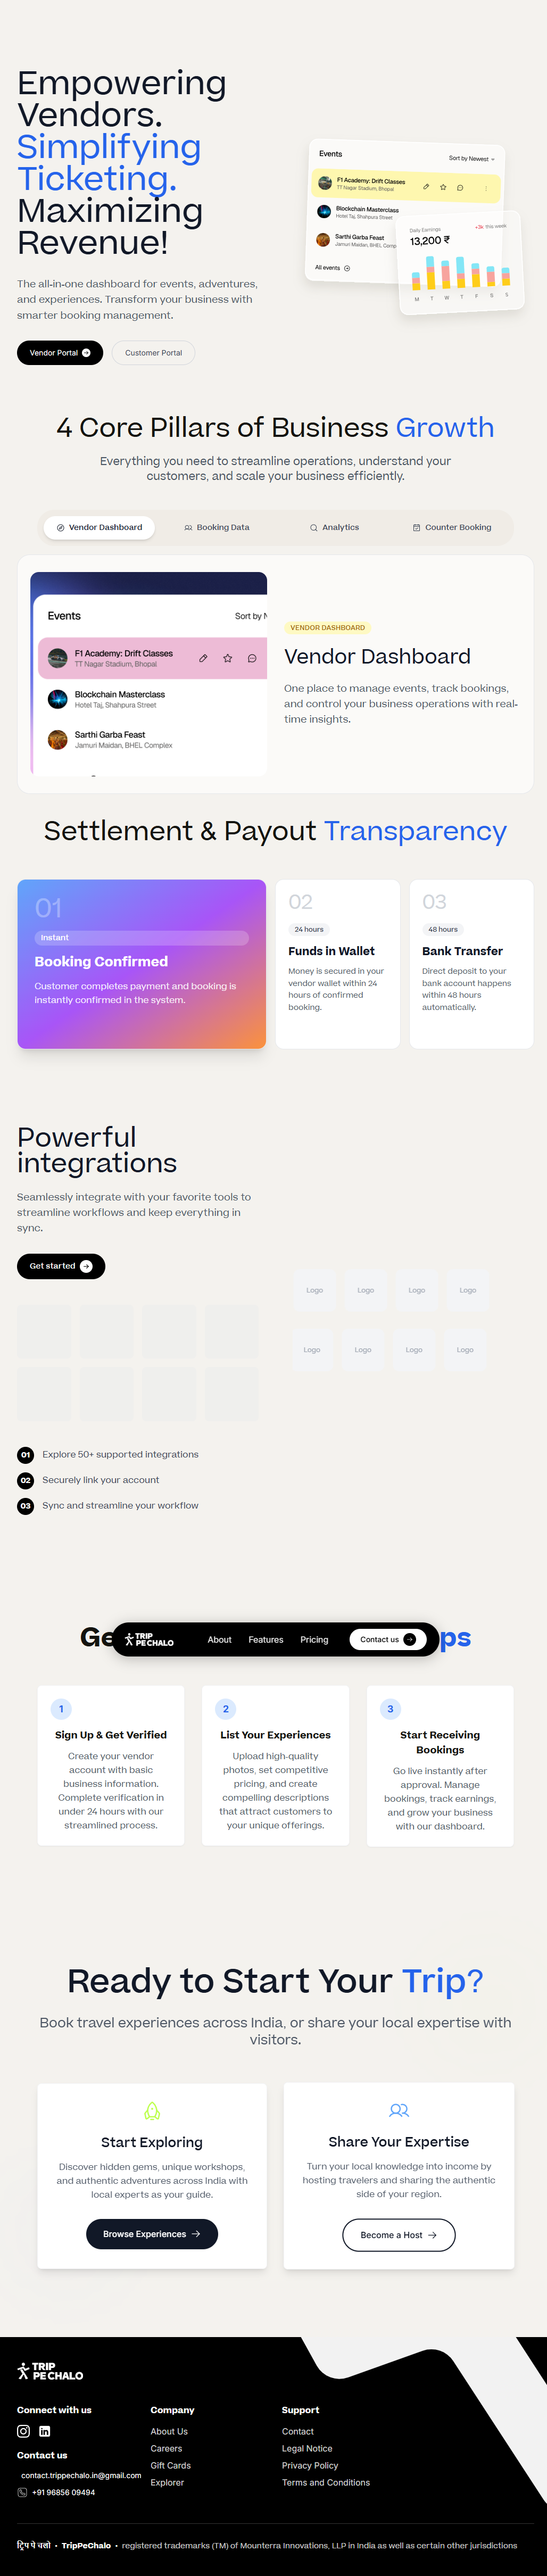 Empowering
Vendors.
Simplifying
Ticketing.
Maximizing
Revenue!
The all-in-one dashboard for events, adventures,
and experiences. Transform your business with
smarter booking management.
Vendor Portal
Customer Portal
Events
Sort by Newest
F1 Academy: Drift Classes
TT Nagar Stadium, Bhopal
Blockchain Masterclass
Hotel Taj, Shahpura Street
Sarthi Garba Feast
Jamuri Maidan, BHEL Comp
All events
Daily Earnings
+3k this week
13,200 ₹
M T W T F S S
4 Core Pillars of Business Growth
Everything you need to streamline operations, understand your
customers, and scale your business efficiently.
Vendor Dashboard
Booking Data
Analytics
Counter Booking
Events
Sort by N
F1 Academy: Drift Classes
TT Nagar Stadium, Bhopal
Blockchain Masterclass
Hotel Taj, Shahpura Street
Sarthi Garba Feast
Jamuri Maidan, BHEL Complex
VENDOR DASHBOARD
Vendor Dashboard
One place to manage events, track bookings,
and control your business operations with real-
time insights.
Settlement & Payout Transparency
01
Instant
Booking Confirmed
Customer completes payment and booking is
instantly confirmed in the system.
02
24 hours
Funds in Wallet
Money is secured in your
vendor wallet within 24
hours of confirmed
booking.
03
48 hours
Bank Transfer
Direct deposit to your
bank account happens
within 48 hours
automatically.
Powerful
integrations
Seamlessly integrate with your favorite tools to
streamline workflows and keep everything in
sync.
Get started
Logo Logo Logo Logo
Logo Logo Logo Logo
01 Explore 50+ supported integrations
02 Securely link your account
03 Sync and streamline your workflow
Ge
TRIP
PE CHALO
About
Features
Pricing
Contact us
ps
1
Sign Up & Get Verified
Create your vendor
account with basic
business information.
Complete verification in
under 24 hours with our
streamlined process.
2
List Your Experiences
Upload high-quality
photos, set competitive
pricing, and create
compelling descriptions
that attract customers to
your unique offerings.
3
Start Receiving
Bookings
Go live instantly after
approval. Manage
bookings, track earnings,
and grow your business
with our dashboard.
Ready to Start Your Trip?
Book travel experiences across India, or share your local expertise with
visitors.
Start Exploring
Discover hidden gems, unique workshops,
and authentic adventures across India with
local experts as your guide.
Browse Experiences
Share Your Expertise
Turn your local knowledge into income by
hosting travelers and sharing the authentic
side of your region.
Become a Host
TRIP
PE CHALO
Connect with us
Contact us
contact.trippechalo.in@gmail.com
+91 96856 09494
Company
About Us
Careers
Gift Cards
Explorer
Support
Contact
Legal Notice
Privacy Policy
Terms and Conditions
ट्रिप पे चलो • TripPeChalo • registered trademarks (TM) of Mounterra Innovations, LLP in India as well as certain other jurisdictions